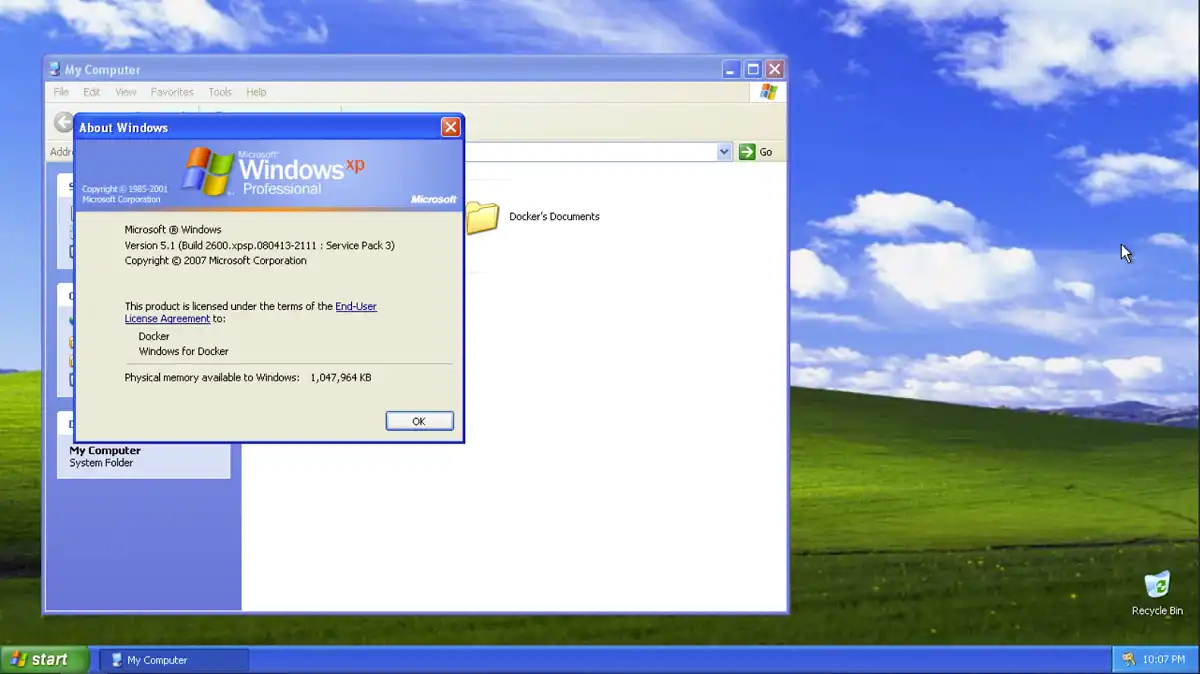 My Computer
File Edit View Favorites Tools Help
About Windows
Go
Microsoft®
Windows xp
Professional
Copyright © 1985-2001
Microsoft Corporation
Microsoft
Docker's Documents
Microsoft ® Windows
Version 5.1 (Build 2600.xpsp.080413-2111 : Service Pack 3)
Copyright © 2007 Microsoft Corporation
This product is licensed under the terms of the End-User
License Agreement to:
Docker
Windows for Docker
Physical memory available to Windows: 1,047,964 KB
OK
My Computer
System Folder
Recycle Bin
start My Computer 10:07 PM